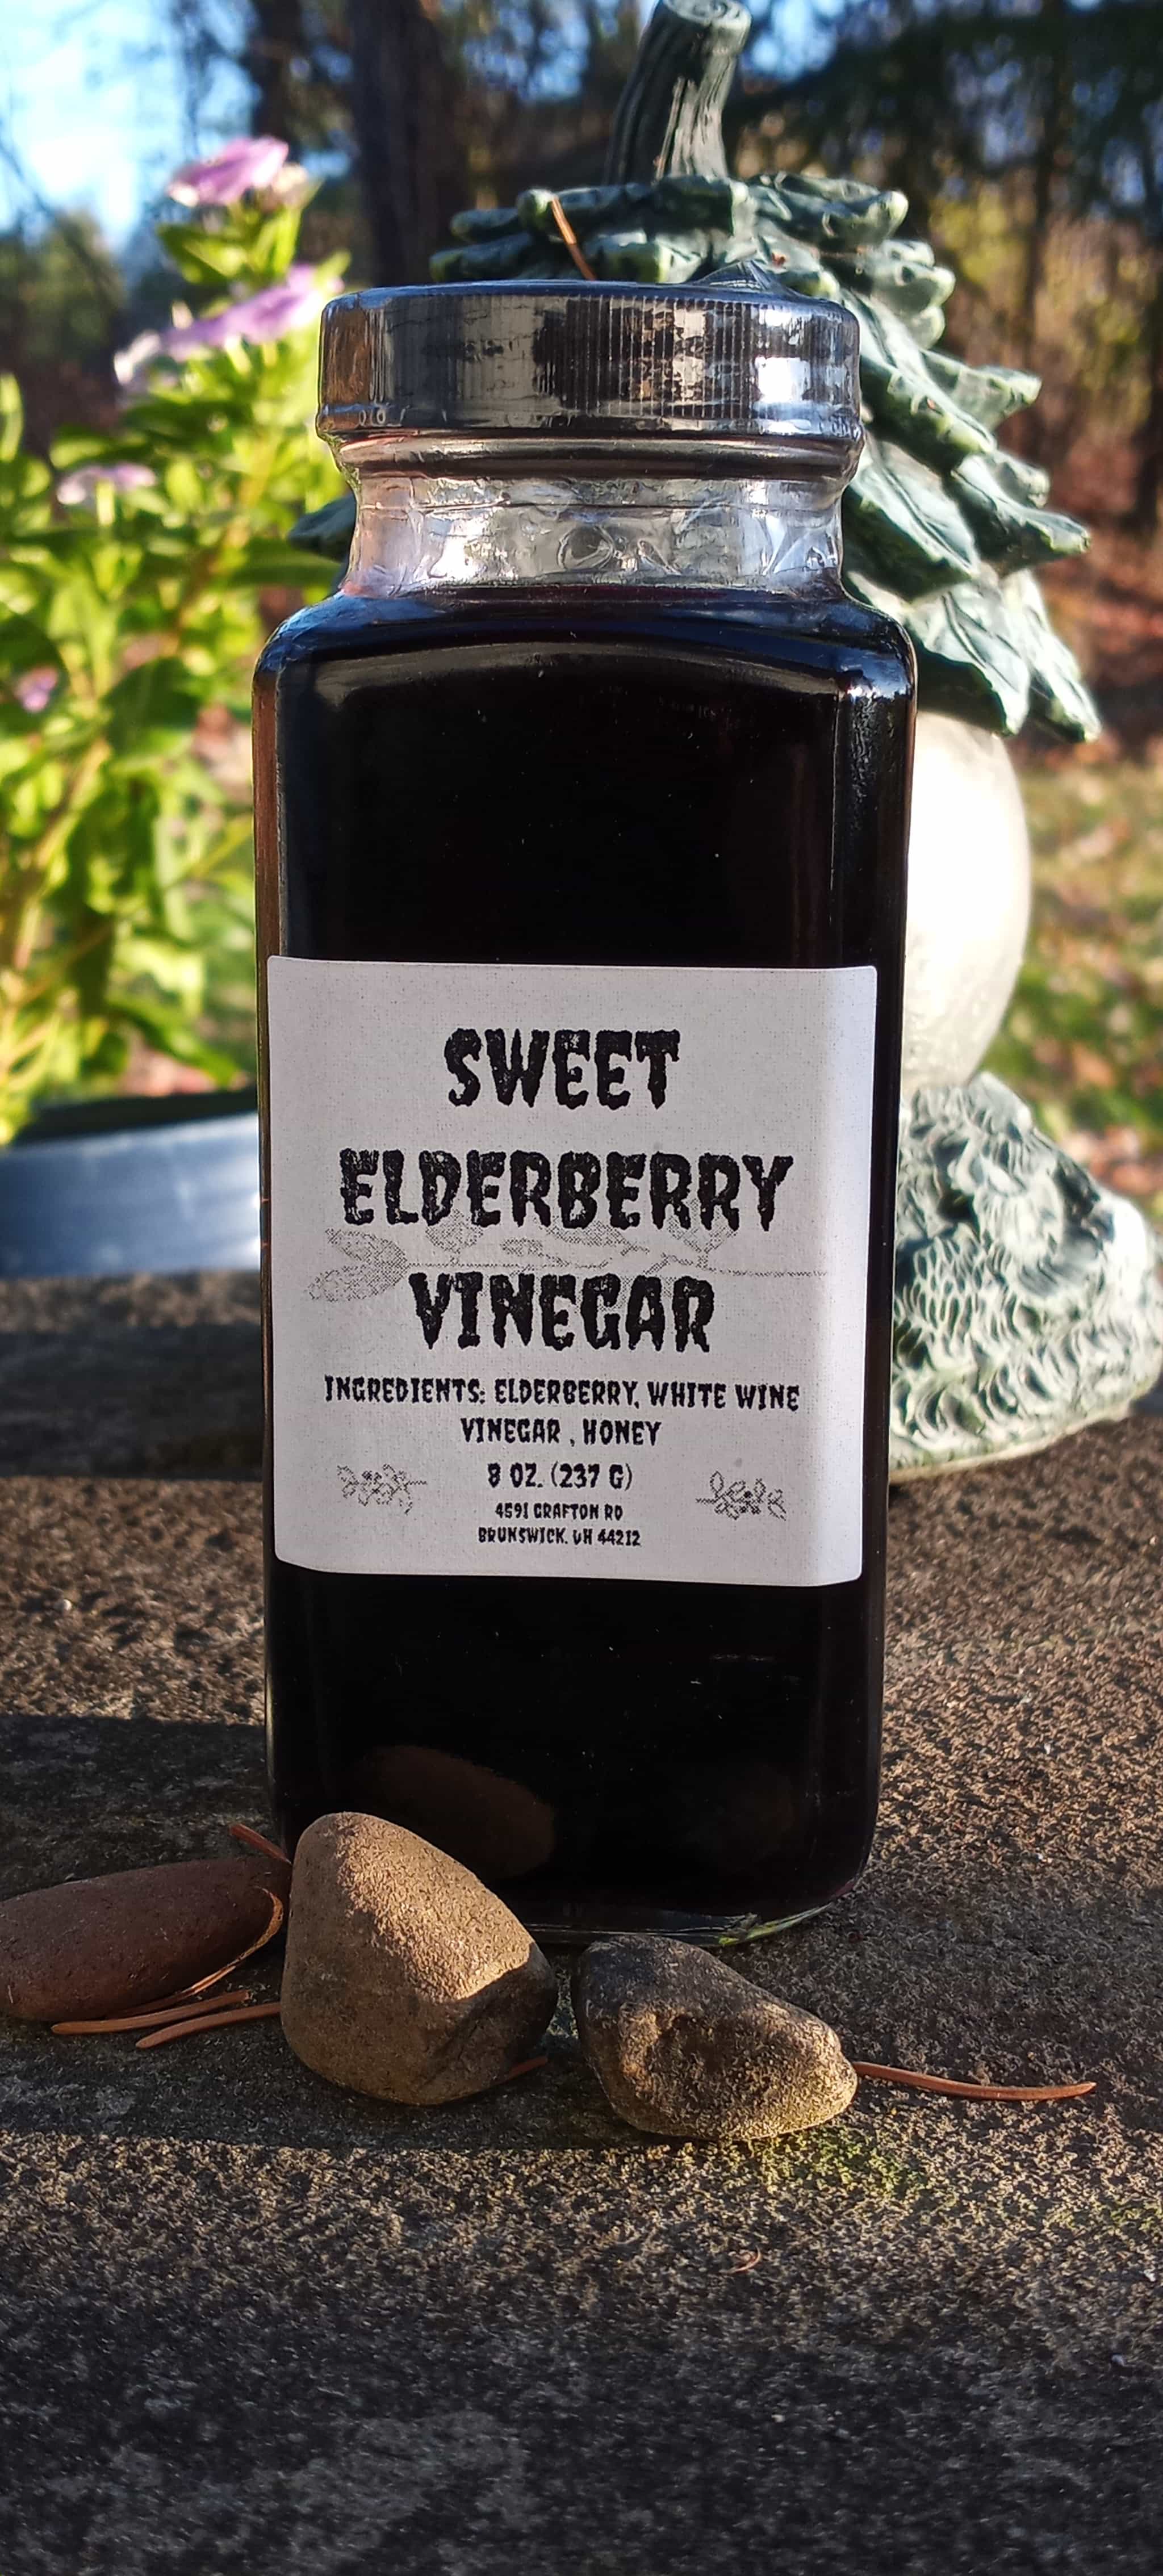 SWEET
ELDERBERRY
VINEGAR
INGREDIENTS: ELDERBERRY, WHITE WINE
VINEGAR , HONEY
8 OZ. (237 G)
4591 GRAFTON RD
BRUNSWICK, OH 44212